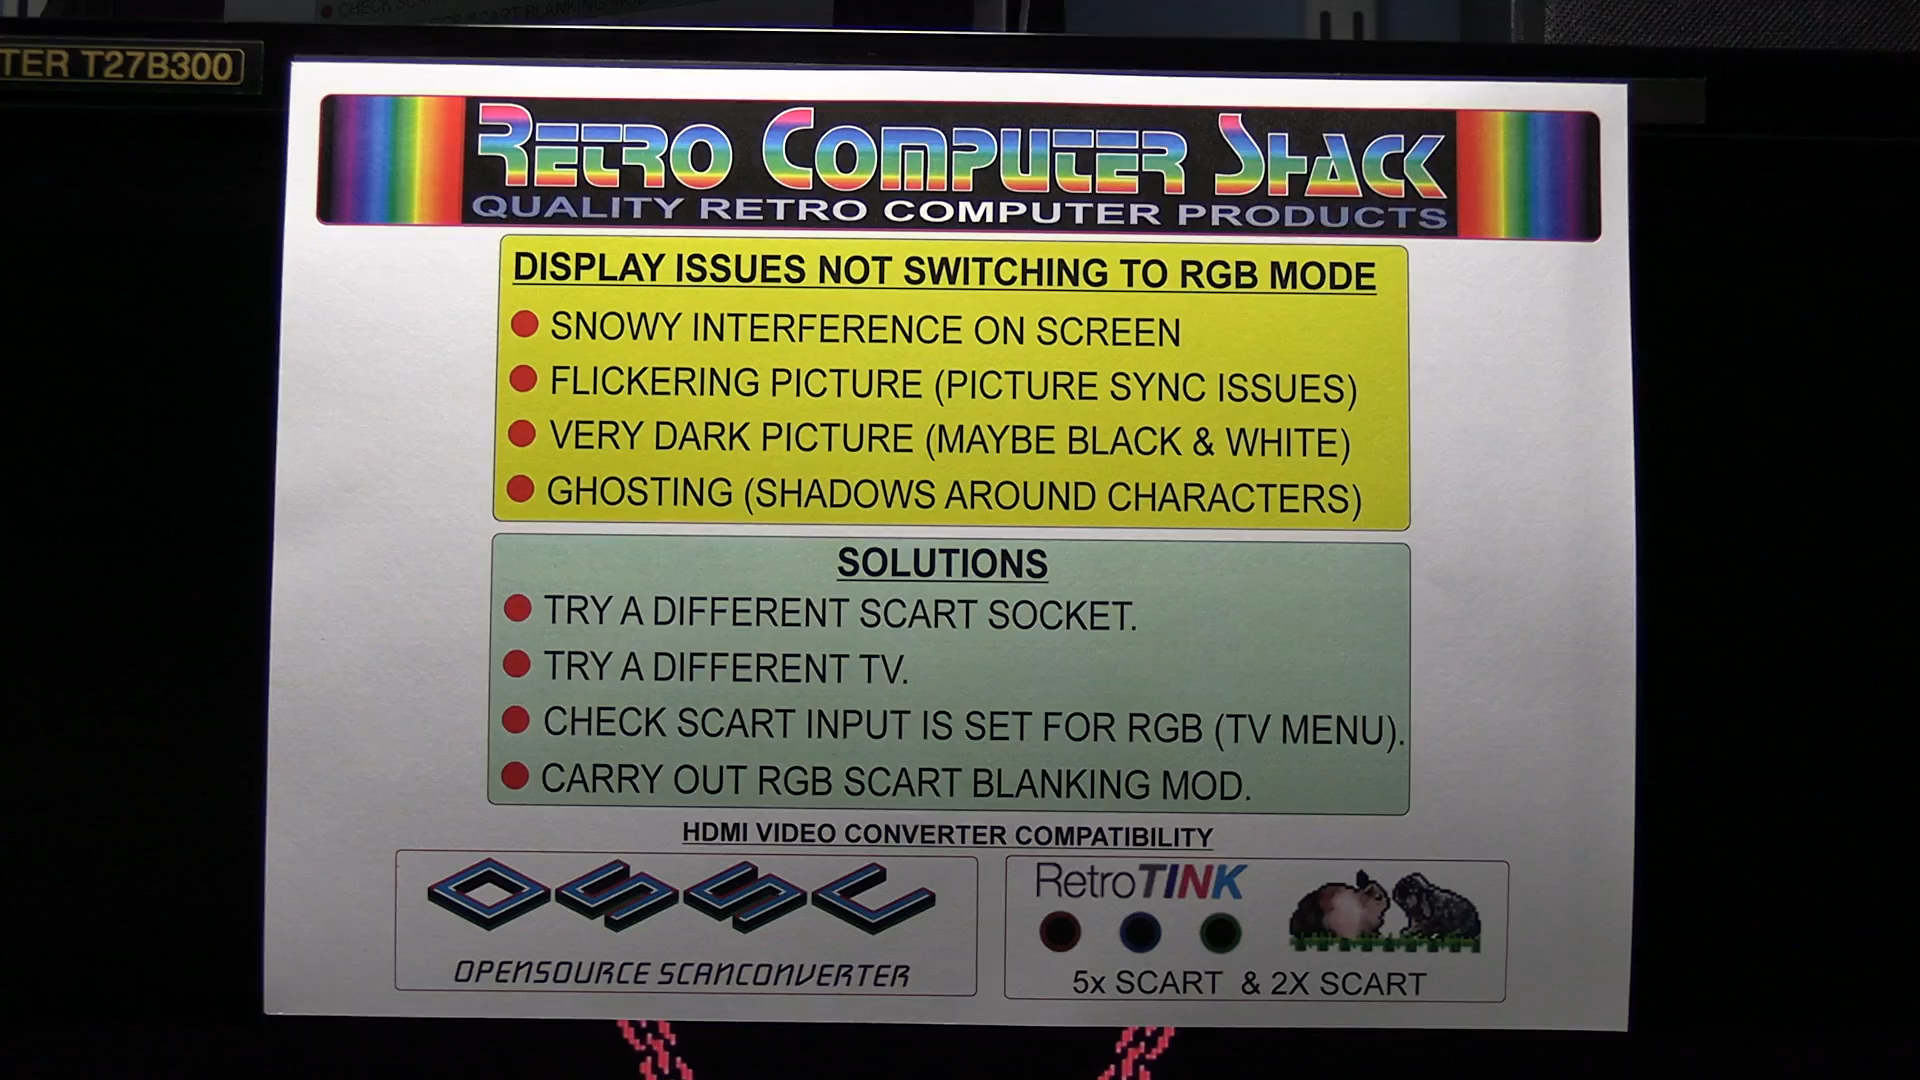 CHECK
TER T27B300
RETRO COMPUTER SHACK
QUALITY RETRO COMPUTER PRODUCTS
DISPLAY ISSUES NOT SWITCHING TO RGB MODE
SNOWY INTERFERENCE ON SCREEN
FLICKERING PICTURE (PICTURE SYNC ISSUES)
VERY DARK PICTURE (MAYBE BLACK & WHITE)
GHOSTING (SHADOWS AROUND CHARACTERS)
SOLUTIONS
TRY A DIFFERENT SCART SOCKET.
TRY A DIFFERENT TV.
CHECK SCART INPUT IS SET FOR RGB (TV MENU).
CARRY OUT RGB SCART BLANKING MOD.
HDMI VIDEO CONVERTER COMPATIBILITY
OSSC
OPENSOURCE SCANCONVERTER
RetroTINK
5x SCART & 2X SCART